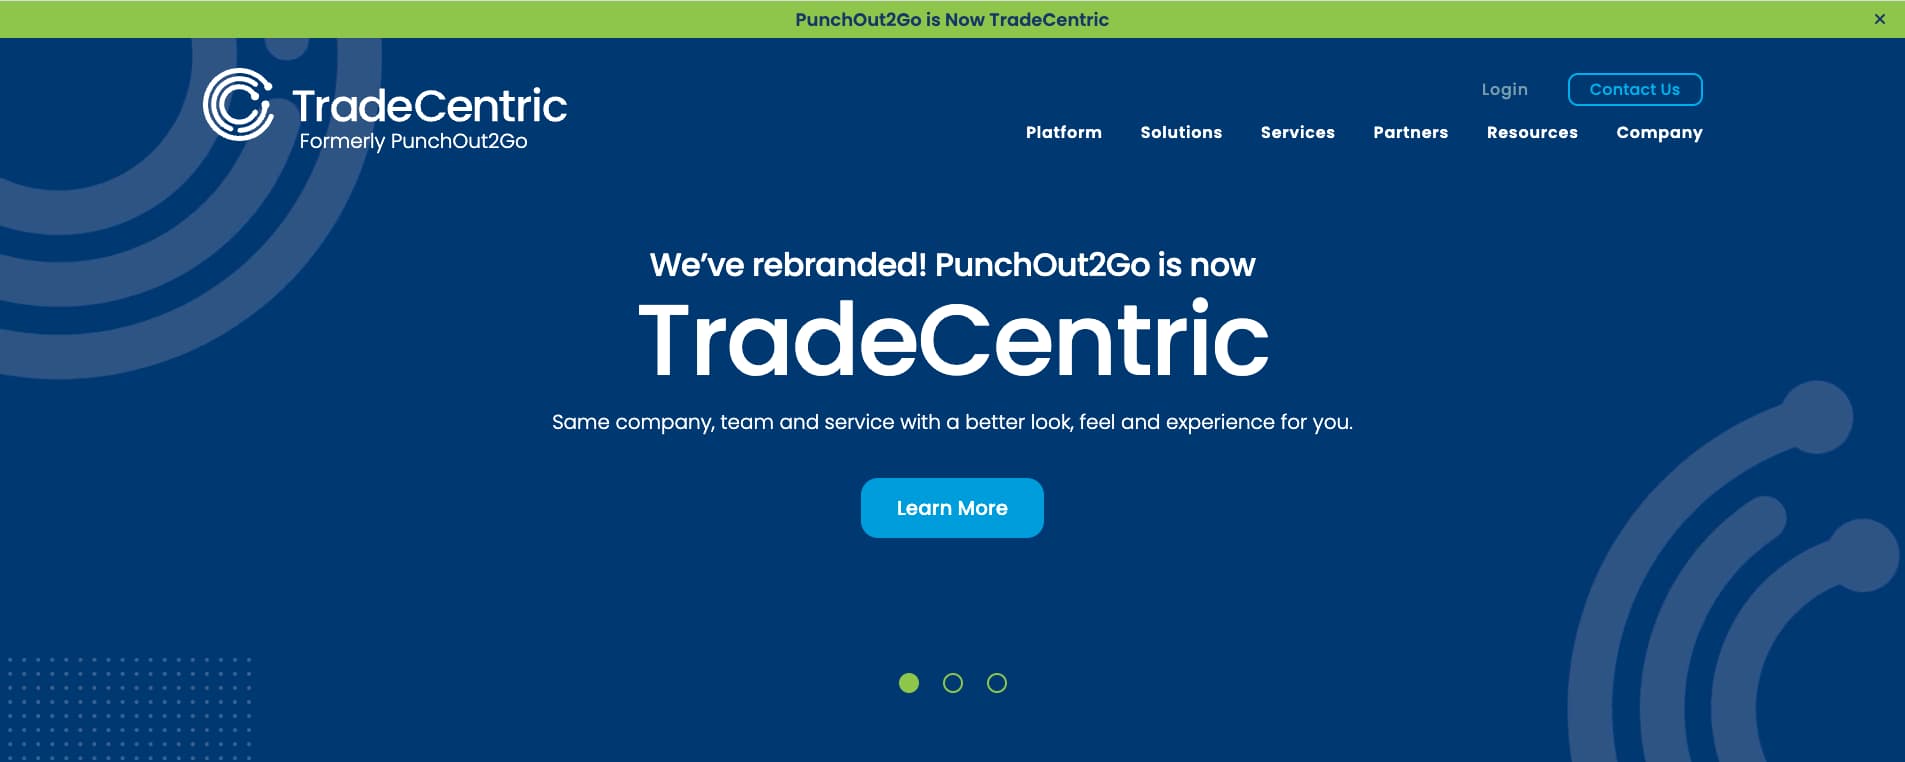 PunchOut2Go is Now TradeCentric
TradeCentric
Formerly PunchOut2Go
Login
Contact Us
Platform
Solutions
Services
Partners
Resources
Company
We’ve rebranded! PunchOut2Go is now
TradeCentric
Same company, team and service with a better look, feel and experience for you.
Learn More